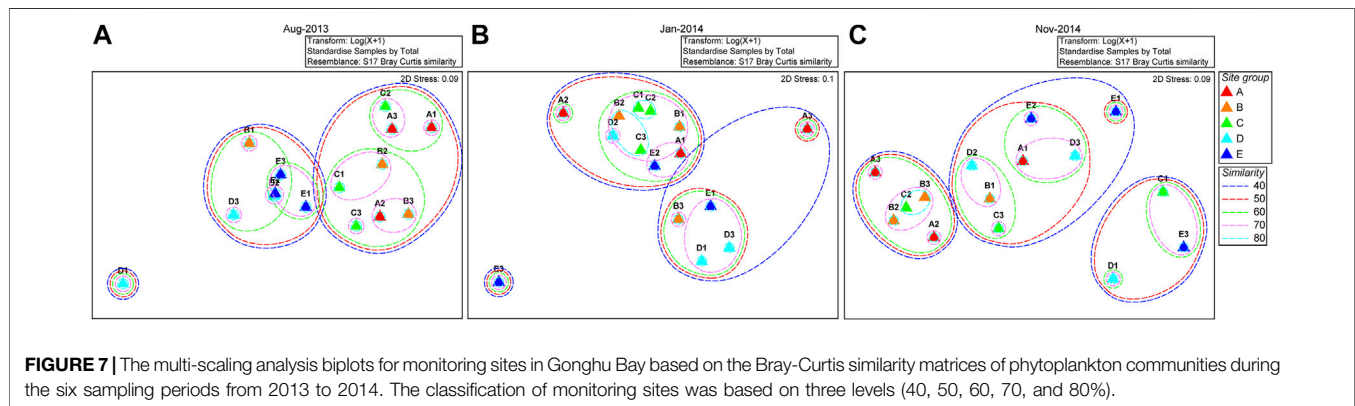 A
Aug-2013
Transform: Log(X+1)
Standardise Samples by Total
Resemblance: S17 Bray Curtis similarity
2D Stress: 0.09
C2
A3
A1
B1
B2
E3
C1
E1
D3
A2
B3
C3
D1
B
Jan-2014
Transform: Log(X+1)
Standardise Samples by Total
Resemblance: S17 Bray Curtis similarity
2D Stress: 0.1
A2
C1
C2
B2
B1
A3
D2
C3
A1
E2
E1
B3
D3
D1
E3
C
Nov-2014
Transform: Log(X+1)
Standardise Samples by Total
Resemblance: S17 Bray Curtis similarity
2D Stress: 0.09
E2
E1
D2
D3
A3
A1
B3
C2
B1
C1
B2
A2
C3
E3
D1
Site group
A
B
C
D
E
Similarity
40
50
60
70
80
FIGURE 7 | The multi-scaling analysis biplots for monitoring sites in Gonghu Bay based on the Bray-Curtis similarity matrices of phytoplankton communities during
the six sampling periods from 2013 to 2014. The classification of monitoring sites was based on three levels (40, 50, 60, 70, and 80%).